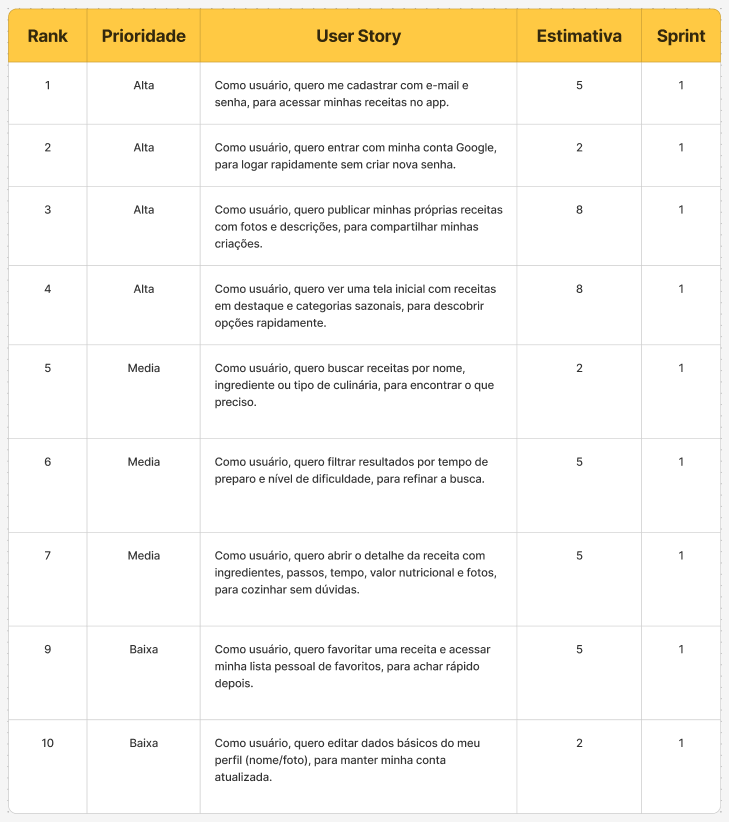 Rank Prioridade User Story Estimativa Sprint
1 Alta Como usuário, quero me cadastrar com e-mail e 5 1
senha, para acessar minhas receitas no app.
2 Alta Como usuário, quero entrar com minha conta Google, 2 1
para logar rapidamente sem criar nova senha.
3 Alta Como usuário, quero publicar minhas próprias receitas 8 1
com fotos e descrições, para compartilhar minhas
criações.
4 Alta Como usuário, quero ver uma tela inicial com receitas 8 1
em destaque e categorias sazonais, para descobrir
opções rapidamente.
5 Media Como usuário, quero buscar receitas por nome, 2 1
ingrediente ou tipo de culinária, para encontrar o que
preciso.
6 Media Como usuário, quero filtrar resultados por tempo de 5 1
preparo e nível de dificuldade, para refinar a busca.
7 Media Como usuário, quero abrir o detalhe da receita com 5 1
ingredientes, passos, tempo, valor nutricional e fotos,
para cozinhar sem dúvidas.
9 Baixa Como usuário, quero favoritar uma receita e acessar 5 1
minha lista pessoal de favoritos, para achar rápido
depois.
10 Baixa Como usuário, quero editar dados básicos do meu 2 1
perfil (nome/foto), para manter minha conta
atualizada.